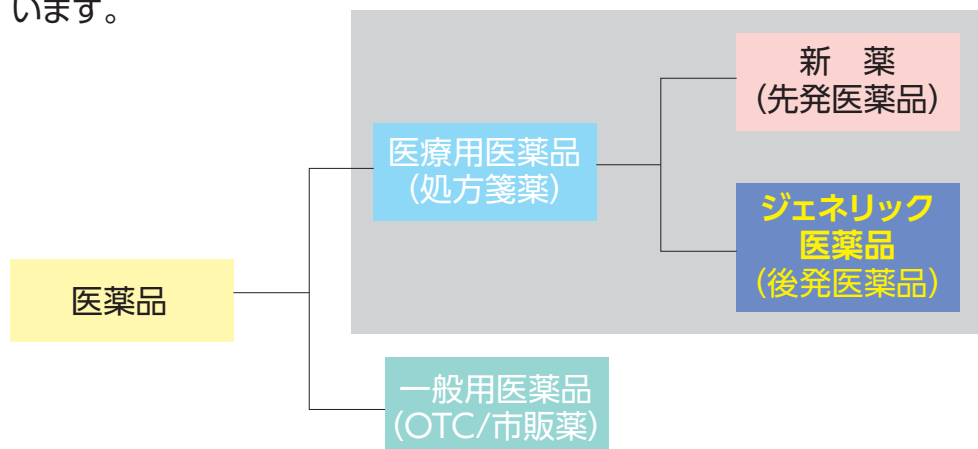 います。
新　薬
(先発医薬品)
医療用医薬品
(処方箋薬)
ジェネリック
医薬品
(後発医薬品)
医薬品
一般用医薬品
(OTC/市販薬)